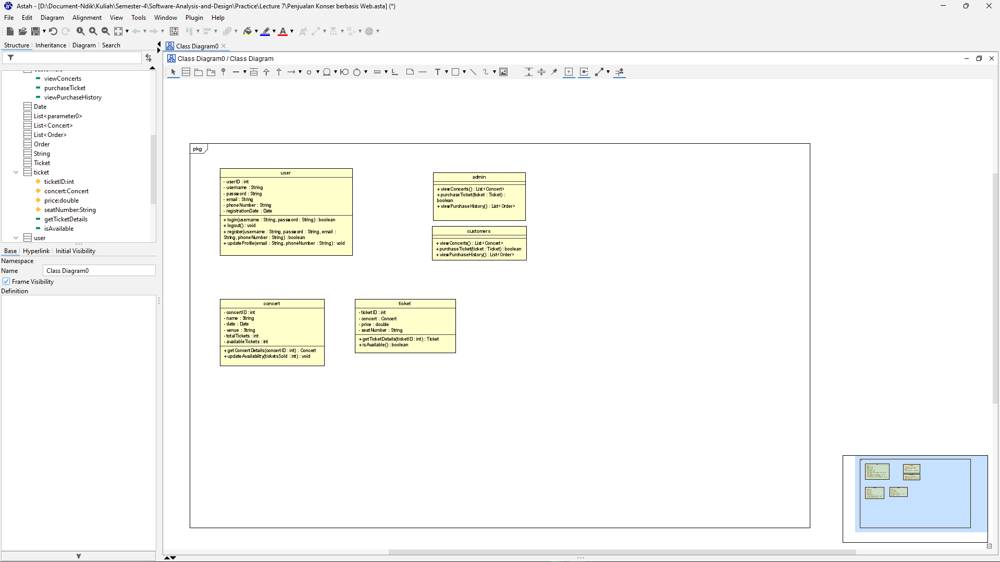 Astah - [D:\Document-Ndik\Kuliah\Semester-4\Software-Analysis-and-Design\Practice\Lecture 7\Penjualan Konser berbasis Web.asta] (*)
File Edit Diagram Alignment View Tools Window Plugin Help
Structure Inheritance Diagram Search
viewConcerts
purchaseTicket
viewPurchaseHistory
Date
List<parameter0>
List<Concert>
List<Order>
Order
String
Ticket
ticket
ticketID:int
concert:Concert
price:double
seatNumber:String
getTicketDetails
isAvailable
user
Base Hyperlink Initial Visibility
Namespace
Name Class Diagram0
Frame Visibility
Definition
Class Diagram0
Class Diagram0 / Class Diagram
pkg
user
- userID : int
- username : String
- password : String
- email : String
- phoneNumber : String
- registrationDate : Date
+ login(username : String, password : String) : boolean
+ logout() : void
+ register(username : String, password : String, email :
String, phoneNumber : String) : boolean
+ updateProfile(email : String, phoneNumber : String) : void
admin
+ viewConcerts() : List<Concert>
+ purchaseTicket(ticket : Ticket) :
boolean
+ viewPurchaseHistory() : List<Order>
customers
+ viewConcerts() : List<Concert>
+ purchaseTicket(ticket : Ticket) : boolean
+ viewPurchaseHistory() : List<Order>
concert
- concertID : int
- name : String
- date : Date
- venue : String
- totalTickets : int
- availableTickets : int
+ getConcertDetails(concertID : int) : Concert
+ updateAvailability(ticketsSold : int) : void
ticket
- ticketID : int
- concert : Concert
- price : double
- seatNumber : String
+ getTicketDetails(ticketID : int) : Ticket
+ isAvailable() : boolean